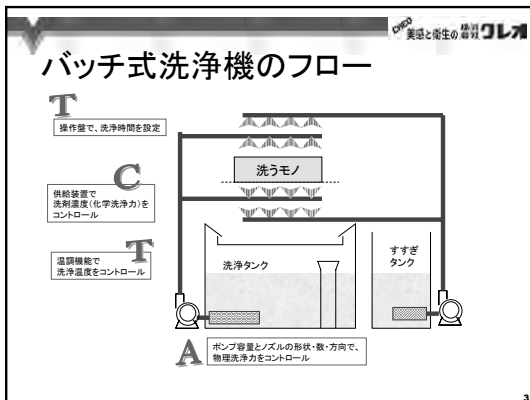 CREO
美感と衛生の
クレオ
バッチ式洗浄機のフロー
T
操作盤で、洗浄時間を設定
洗うモノ
C
供給装置で
洗剤濃度(化学洗浄力)を
コントロール
T
温調機能で
洗浄温度をコントロール
洗浄タンク
すすぎ
タンク
A
ポンプ容量とノズルの形状・数・方向で、
物理洗浄力をコントロール
3